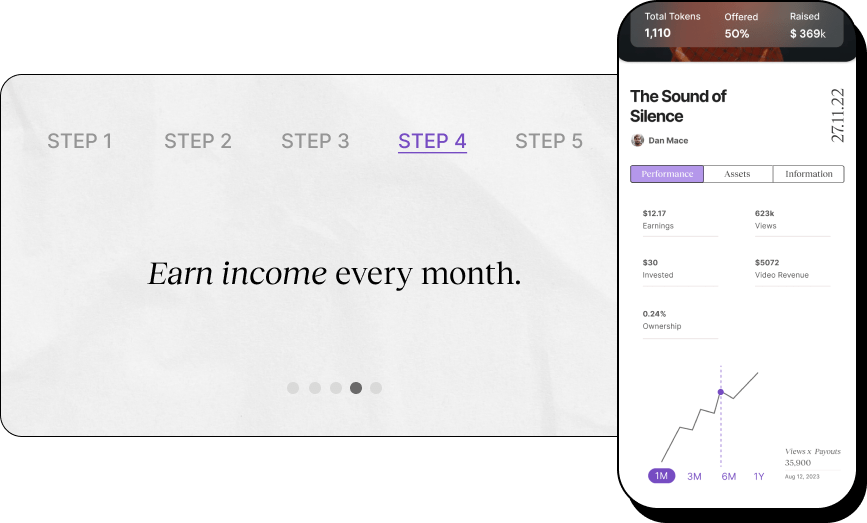 STEP 1 STEP 2 STEP 3 STEP 4 STEP 5
Earn income every month.
Total Tokens Offered Raised
1,110 50% $ 369k
The Sound of
Silence
27.11.22
Dan Mace
Performance Assets Information
$12.17 623k
Earnings Views
$30 $5072
Invested Video Revenue
0.24%
Ownership
Views x Payouts
35,900
Aug 12, 2023
1M 3M 6M 1Y